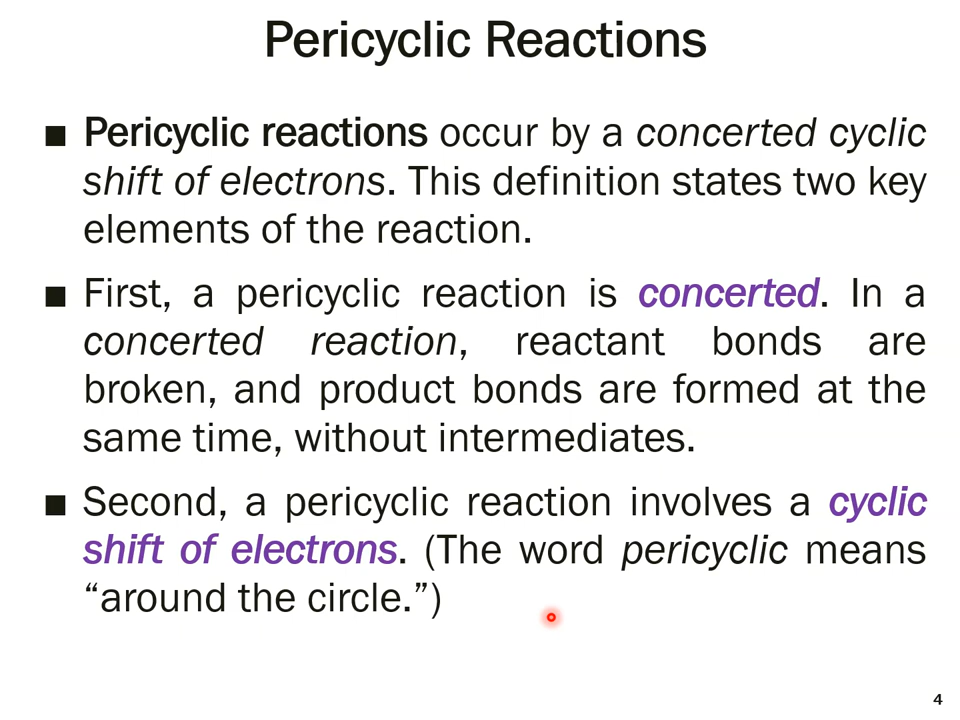 Pericyclic Reactions
■ Pericyclic reactions occur by a concerted cyclic
shift of electrons. This definition states two key
elements of the reaction.
■ First, a pericyclic reaction is concerted. In a
concerted reaction, reactant bonds are
broken, and product bonds are formed at the
same time, without intermediates.
■ Second, a pericyclic reaction involves a cyclic
shift of electrons. (The word pericyclic means
“around the circle.”)
4